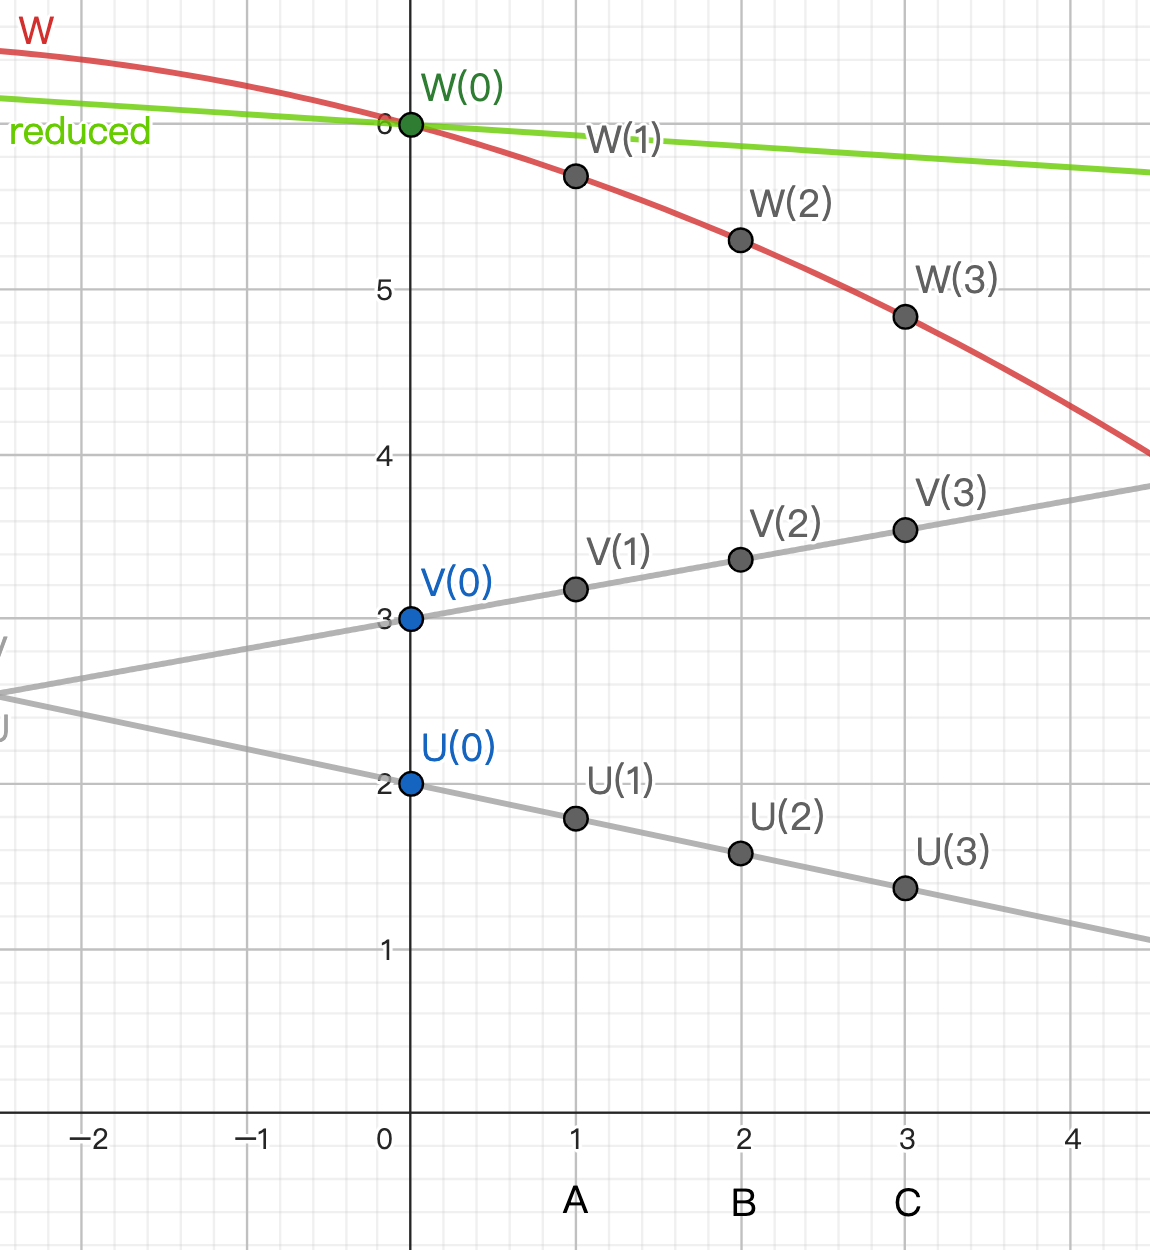 W
W(0)
6
reduced
W(1)
W(2)
W(3)
5
4
V(3)
V(2)
V(1)
V(0)
3
V
U
U(0)
2
U(1)
U(2)
U(3)
1
−2 −1 0 1 2 3 4
A B C